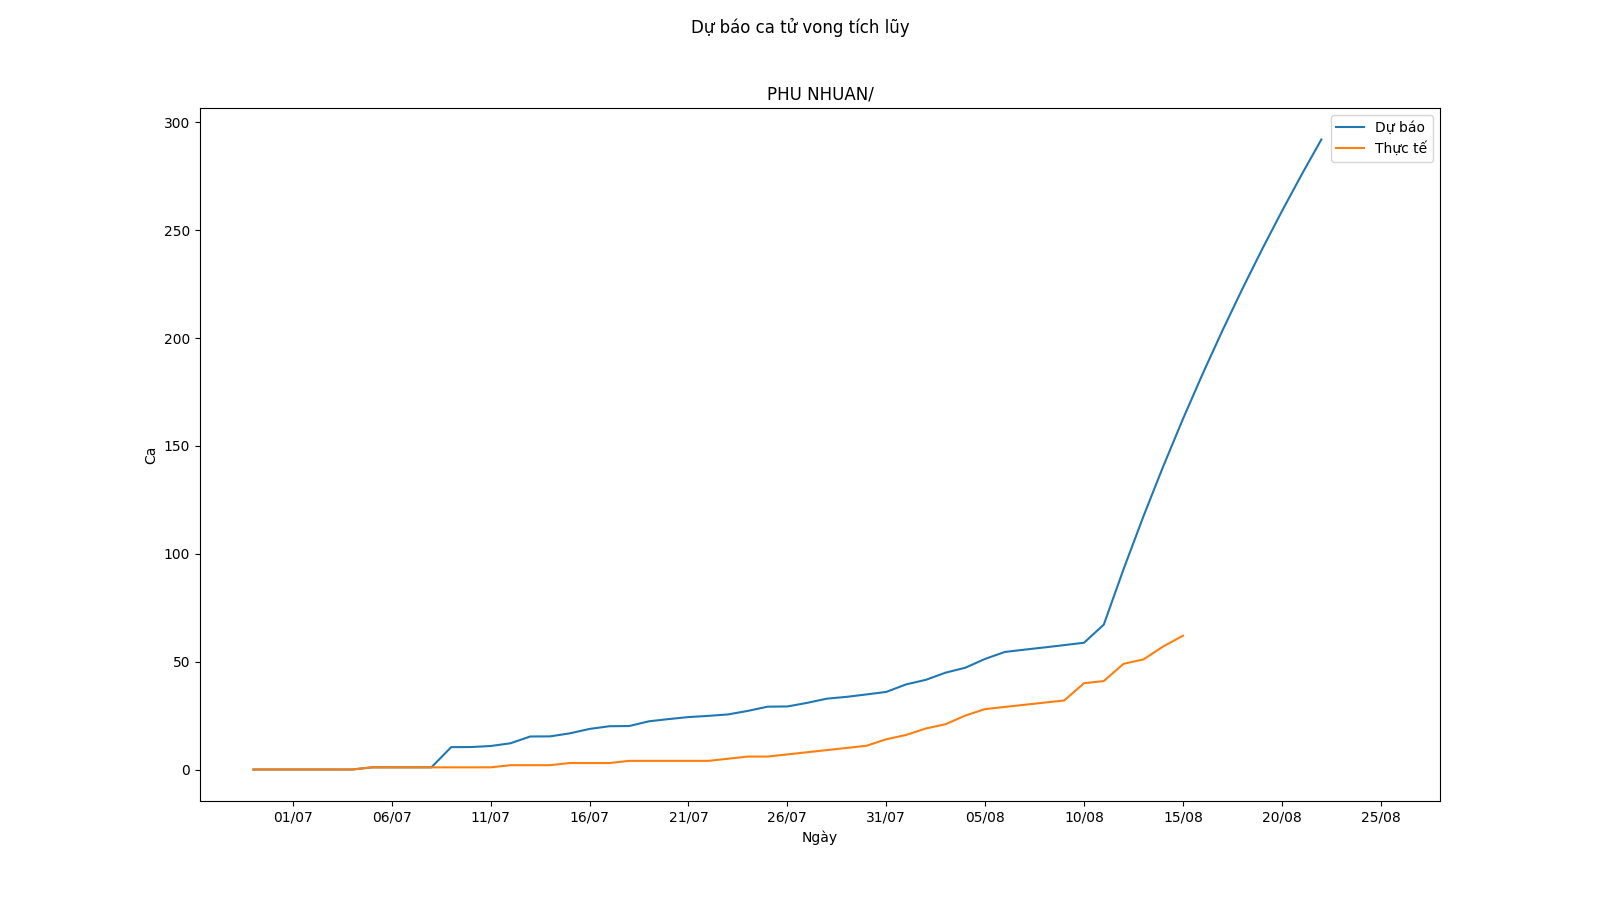 Dự báo ca tử vong tích lũy
PHU NHUAN/
Dự báo
Thực tế
300
250
200
150
100
50
0
Ca
01/07 06/07 11/07 16/07 21/07 26/07 31/07 05/08 10/08 15/08 20/08 25/08
Ngày